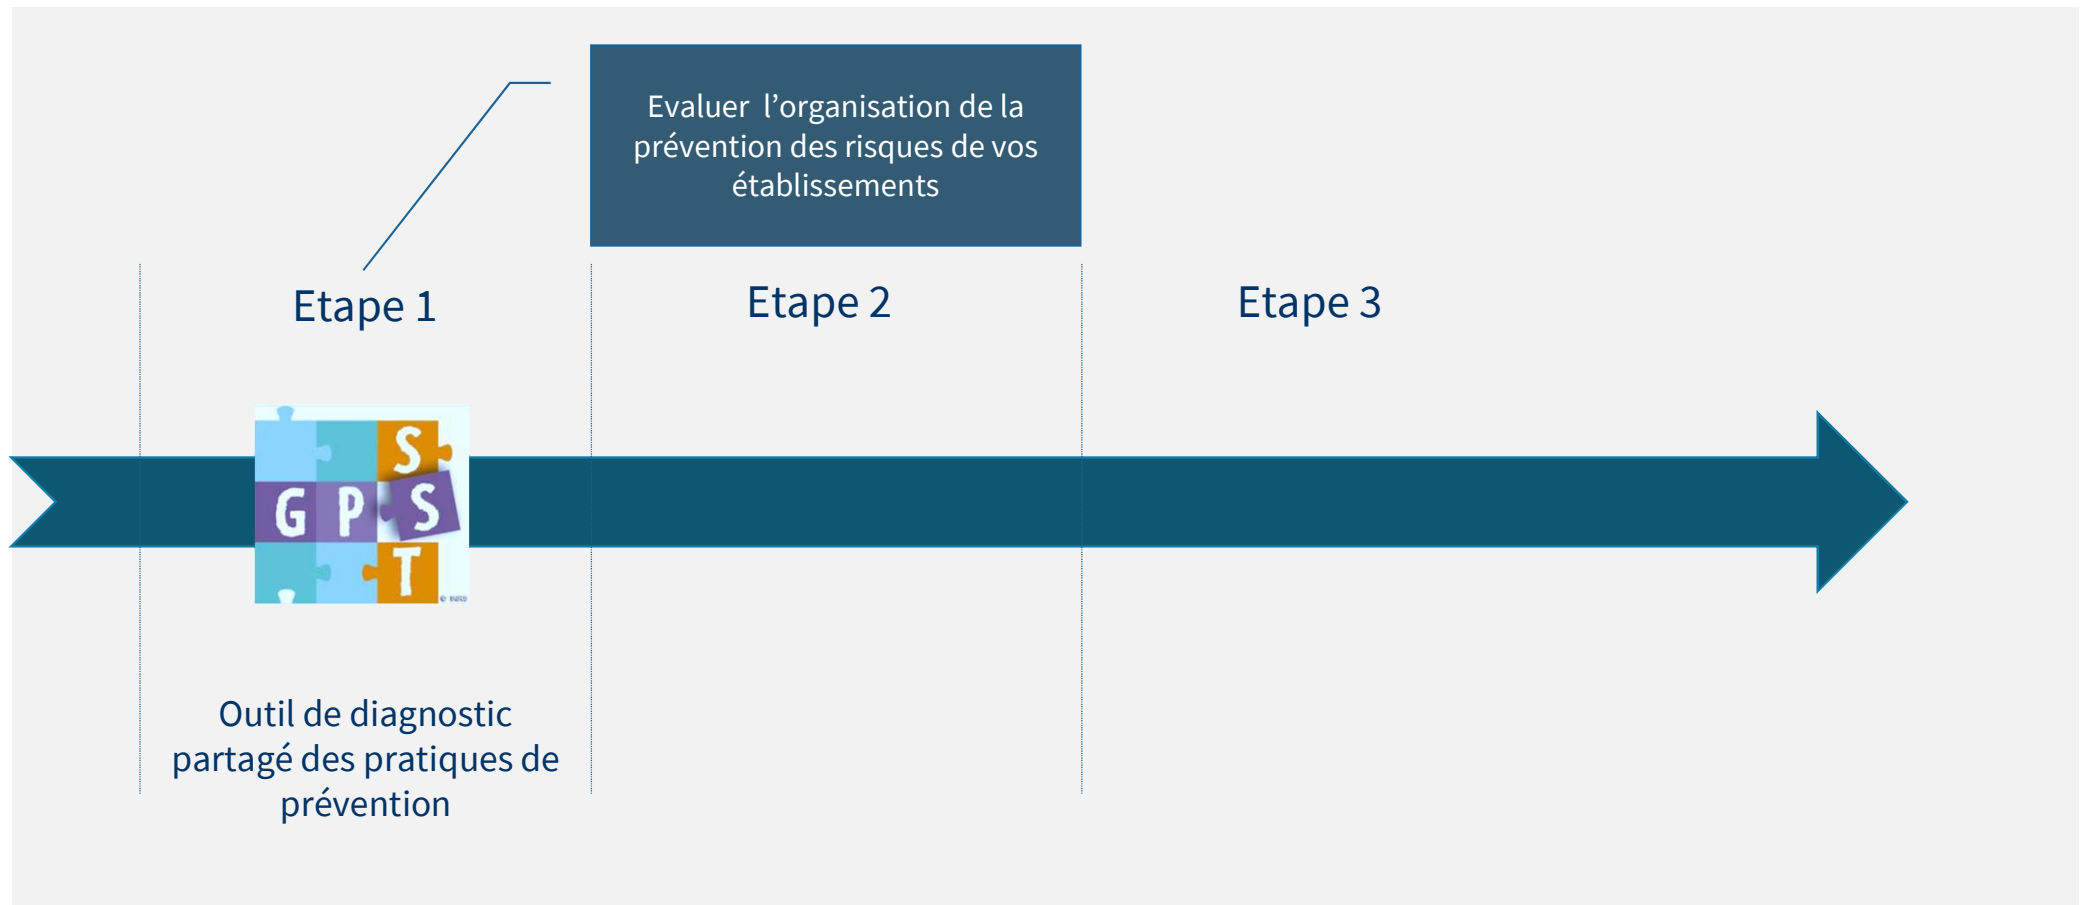 Evaluer  l’organisation de la
prévention des risques de vos
établissements
Etape 1
Etape 2
Etape 3
S
G P S
T
© INRS
Outil de diagnostic
partagé des pratiques de
prévention